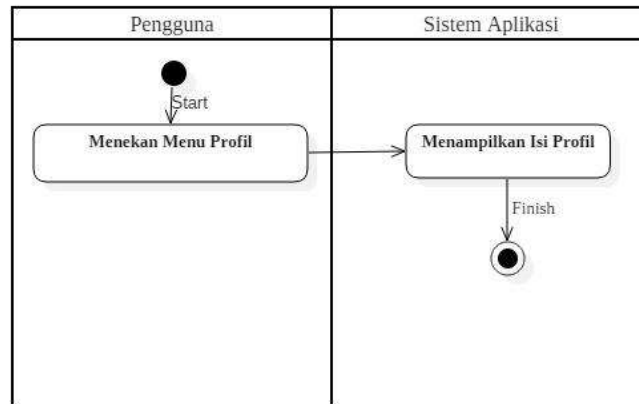 Pengguna
Sistem Aplikasi
Start
Menekan Menu Profil
Menampilkan Isi Profil
Finish